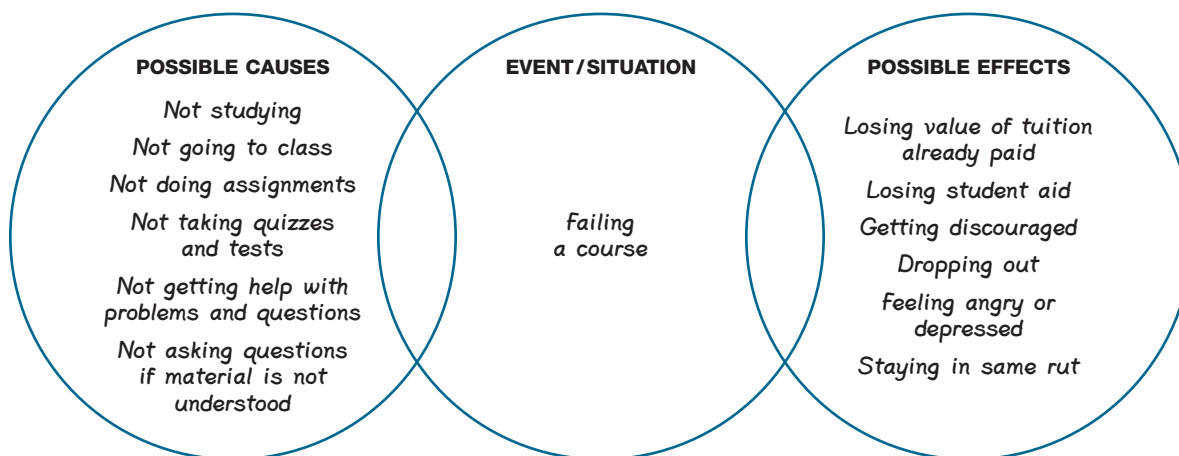 POSSIBLE CAUSES
Not studying
Not going to class
Not doing assignments
Not taking quizzes
and tests
Not getting help with
problems and questions
Not asking questions
if material is not
understood
EVENT/SITUATION
Failing
a course
POSSIBLE EFFECTS
Losing value of tuition
already paid
Losing student aid
Getting discouraged
Dropping out
Feeling angry or
depressed
Staying in same rut